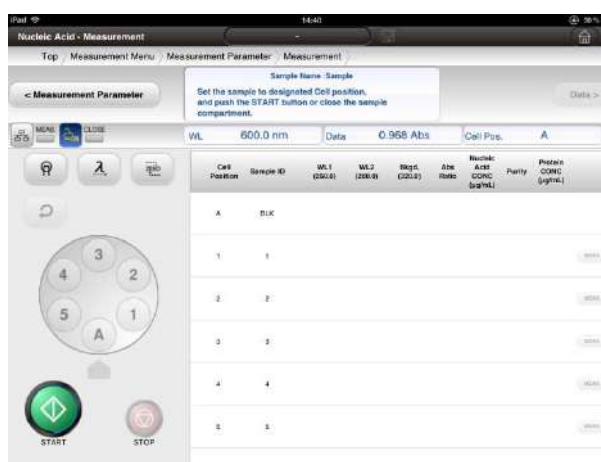 iPad 14:40 50%
Nucleic Acid - Measurement
-
Top Measurement Menu Measurement Parameter Measurement
< Measurement Parameter
Sample Name :Sample
Set the sample to designated Cell position,
and push the START button or close the sample
compartment.
Data >
MEAS CLOSE
WL 600.0 nm Data 0.968 Abs Cell Pos. A
λ ZERO
Cell Position Sample ID WL1 (260.0) WL2 (280.0) Bkgd. (320.0) Abs Ratio Nucleic Acid CONC (µg/mL) Purity Protein CONC (µg/mL)
A BLK
1 1
2 2
3 3
4 4
5 5
3
4 2
5 1
A
START STOP